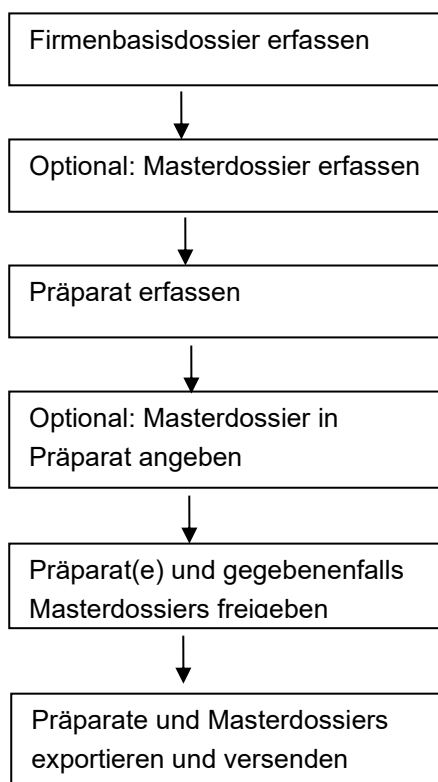 Firmenbasisdossier erfassen
Optional: Masterdossier erfassen
Präparat erfassen
Optional: Masterdossier in
Präparat angeben
Präparat(e) und gegebenenfalls
Masterdossiers freigeben
Präparate und Masterdossiers
exportieren und versenden